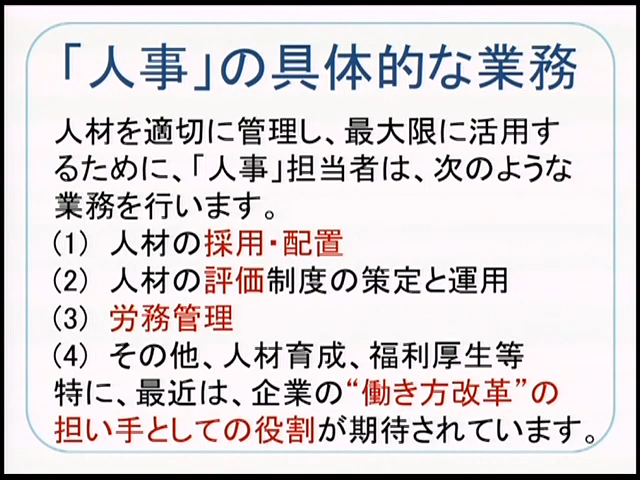 「人事」の具体的な業務
人材を適切に管理し、最大限に活用す
るために、「人事」担当者は、次のような
業務を行います。
(1) 人材の採用・配置
(2) 人材の評価制度の策定と運用
(3) 労務管理
(4) その他、人材育成、福利厚生等
特に、最近は、企業の“働き方改革”の
担い手としての役割が期待されています。